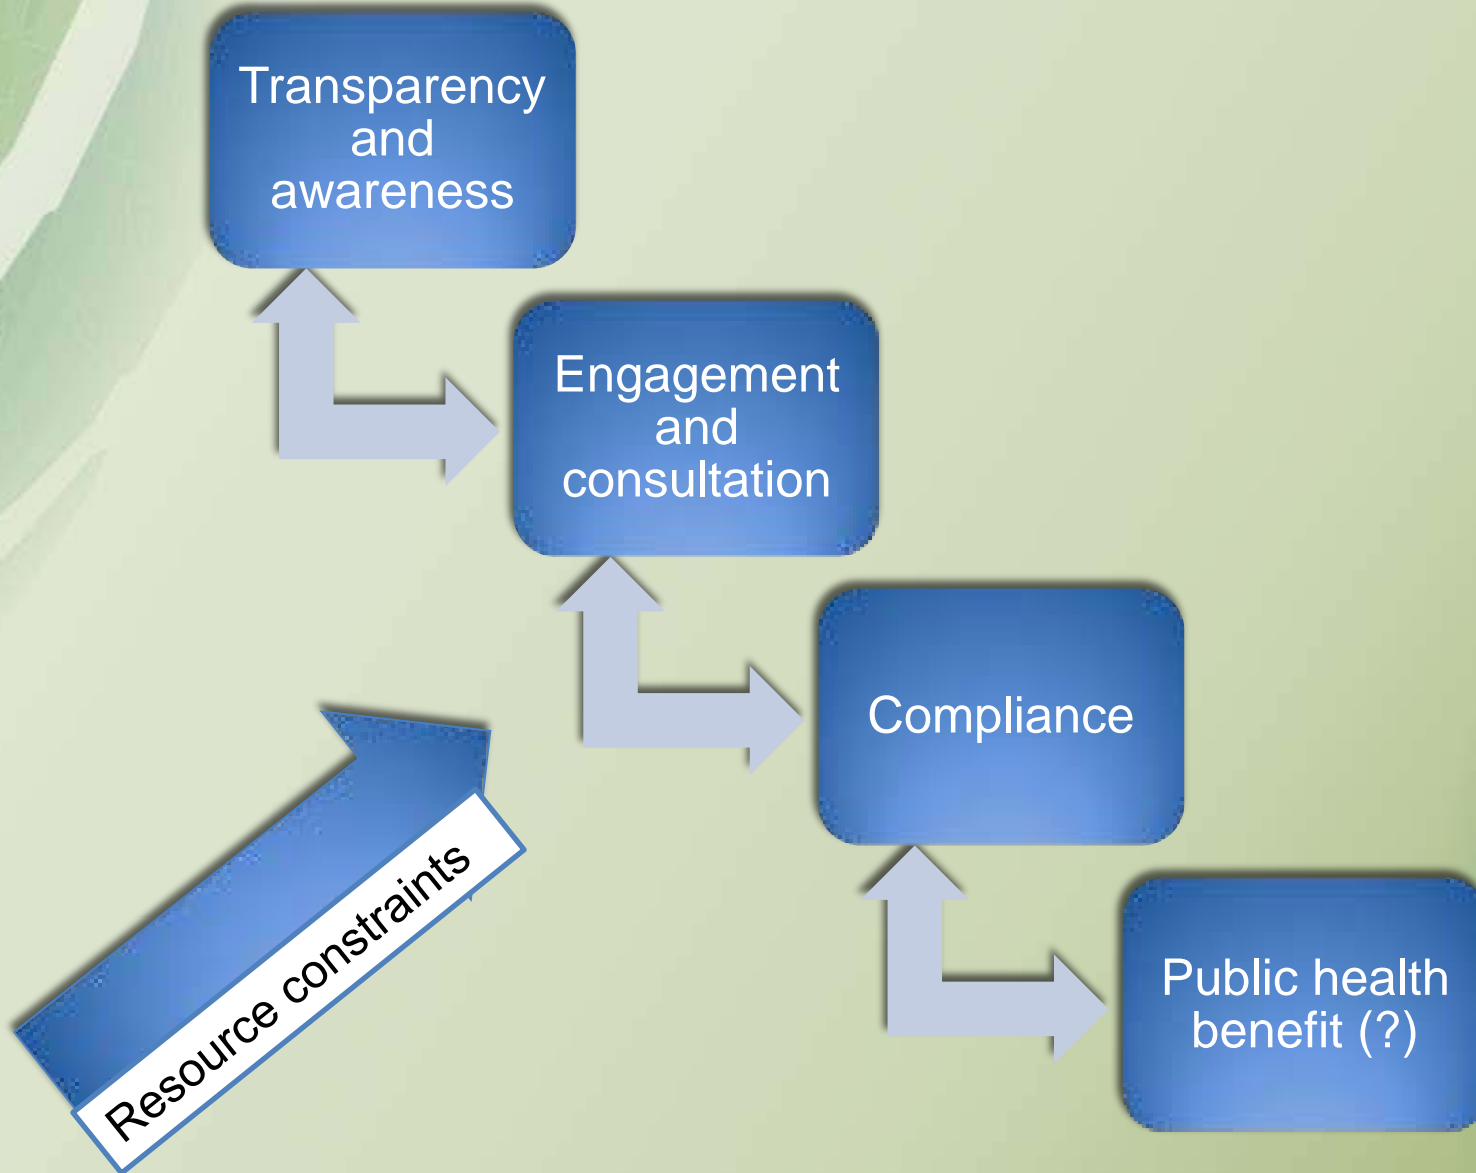 Transparency
and
awareness
Engagement
and
consultation
Compliance
Resource constraints
Public health
benefit (?)